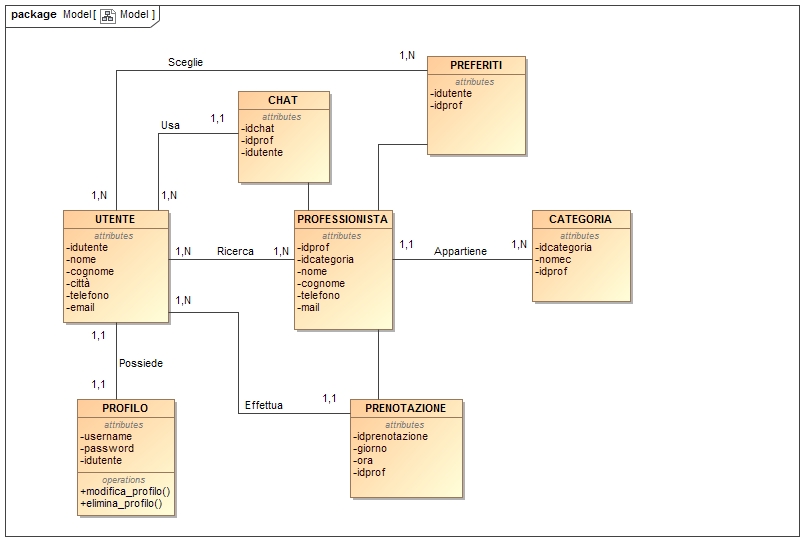 package Model [ Model ]
Sceglie
1,N
PREFERITI
attributes
-idutente
-idprof
CHAT
attributes
-idchat
-idprof
-idutente
Usa
1,1
1,N
1,N
UTENTE
attributes
-idutente
-nome
-cognome
-città
-telefono
-email
1,N
Ricerca
1,N
PROFESSIONISTA
attributes
-idprof
-idcategoria
-nome
-cognome
-telefono
-mail
1,1
Appartiene
1,N
CATEGORIA
attributes
-idcategoria
-nomec
-idprof
1,N
1,1
Possiede
1,1
Effettua
1,1
PROFILO
attributes
-username
-password
-idutente
operations
+modifica_profilo()
+elimina_profilo()
PRENOTAZIONE
attributes
-idprenotazione
-giorno
-ora
-idprof